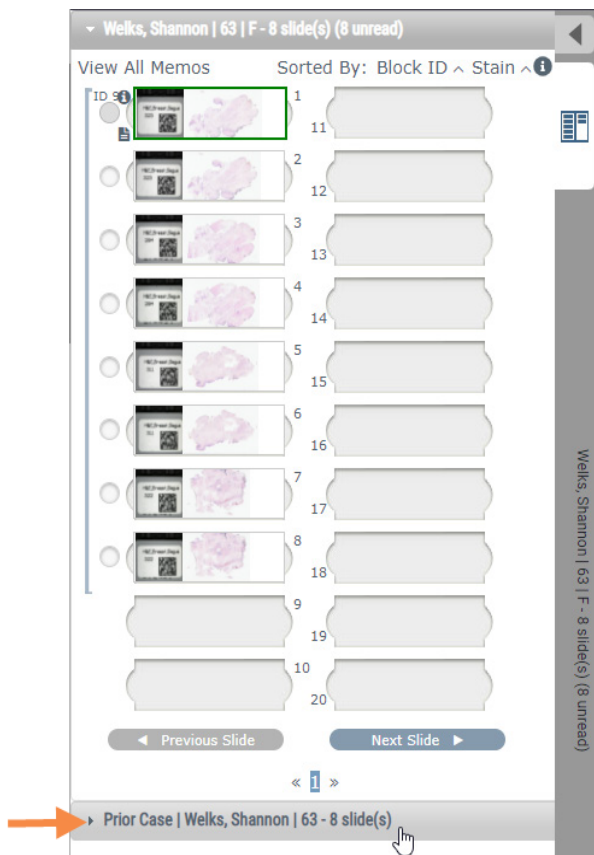 Welks, Shannon | 63 | F - 8 slide(s) (8 unread)
View All Memos Sorted By: Block ID Stain
ID 9
1
11
2
12
3
13
4
14
5
15
6
16
7
17
8
18
9
19
10
20
Previous Slide Next Slide
« 1 »
Prior Case | Welks, Shannon | 63 - 8 slide(s)
Welks, Shannon | 63 | F - 8 slide(s) (8 unread)